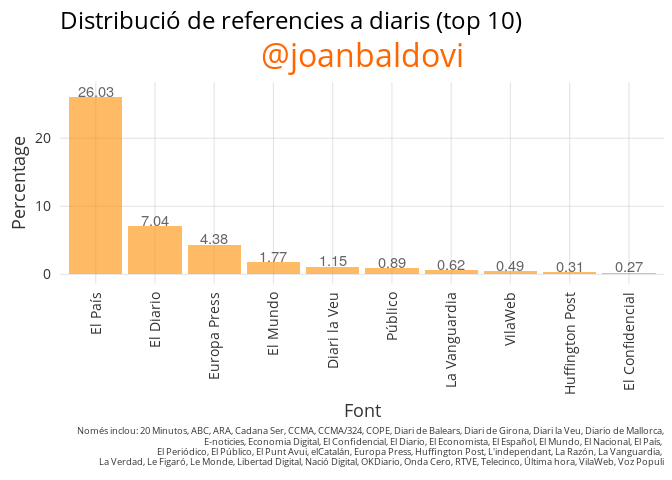 Distribució de referencies a diaris (top 10)
@joanbaldovi
26.03
7.04
4.38
1.77
1.15
0.89
0.62
0.49
0.31
0.27
Percentage
20
10
0
El País
El Diario
Europa Press
El Mundo
Diari la Veu
Público
La Vanguardia
VilaWeb
Huffington Post
El Confidencial
Font
Només inclou: 20 Minutos, ABC, ARA, Cadana Ser, CCMA, CCMA/324, COPE, Diari de Balears, Diari de Girona, Diari la Veu, Diario de Mallorca,
E-noticies, Economia Digital, El Confidencial, El Diario, El Economista, El Español, El Mundo, El Nacional, El País,
El Periódico, El Público, El Punt Avui, elCatalán, Europa Press, Huffington Post, L'independant, La Razón, La Vanguardia,
La Verdad, Le Figaró, Le Monde, Libertad Digital, Nació Digital, OKDiario, Onda Cero, RTVE, Telecinco, Última hora, VilaWeb, Voz Populi